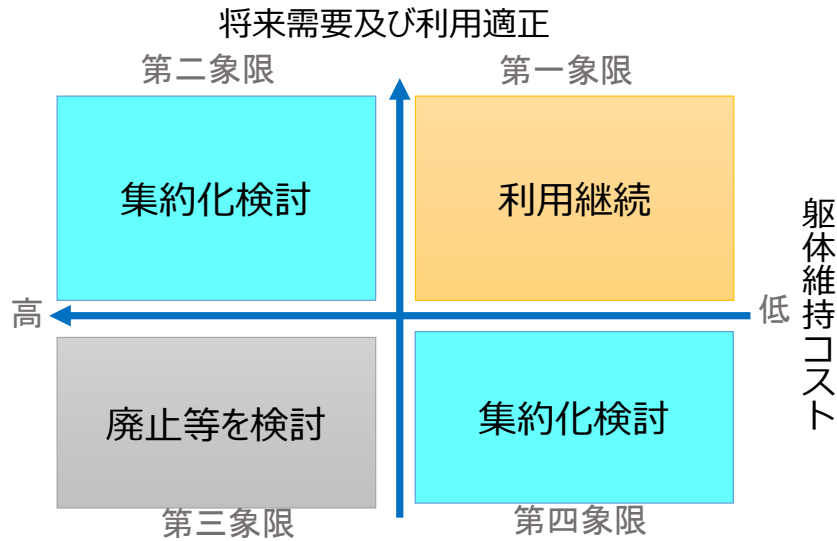 将来需要及び利用適正
第二象限
第一象限
集約化検討
利用継続
高
低
躯体維持コスト
廃止等を検討
集約化検討
第三象限
第四象限